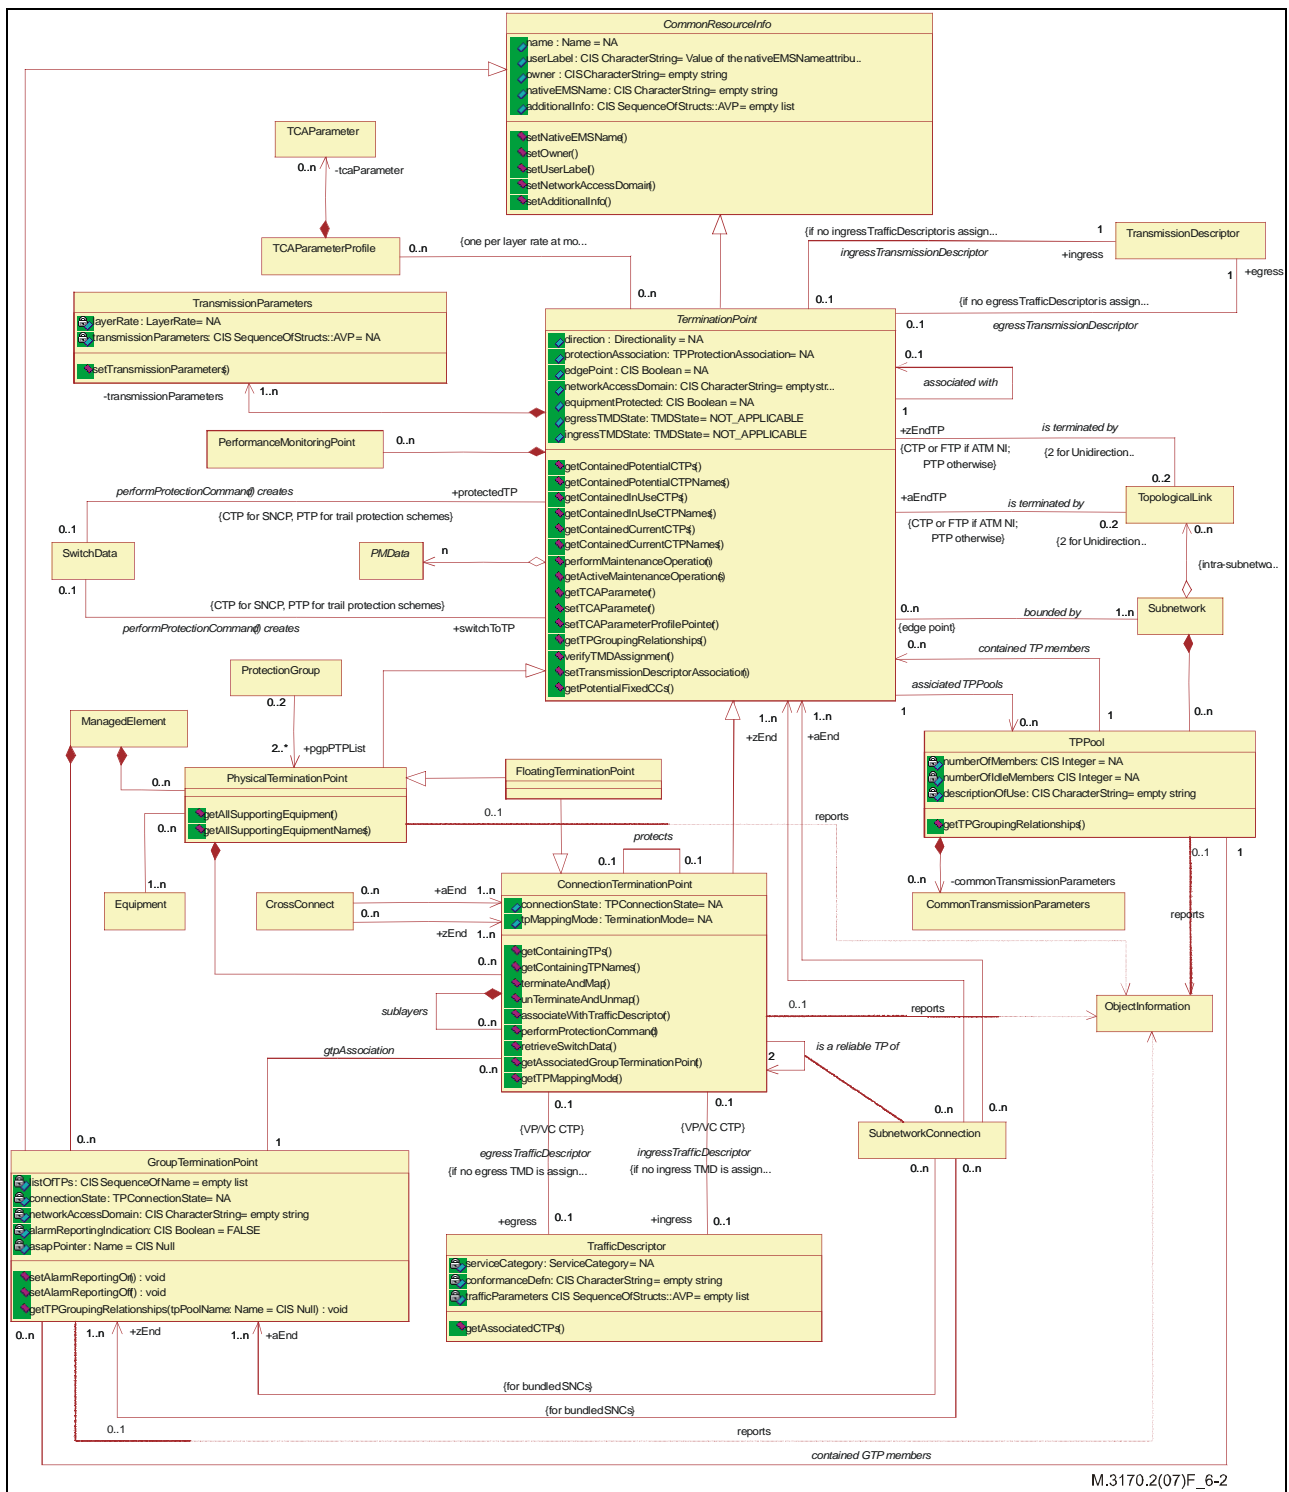 CommonResourceInfo
name : Name = NA
userLabel : CIS CharacterString= Value of the nativeEMSNameattribu..
owner : CISCharacterString= empty string
nativeEMSName : CIS CharacterString= empty string
additionalInfo: CIS SequenceOfStructs::AVP= empty list
setNativeEMSName()
setOwner()
setUserLabel()
setNetworkAccessDomain()
setAdditionalInfo()
TCAParameter
0..n
-tcaParameter
TCAParameterProfile
0..n
{one per layer rate at mo...
0..n
{if no ingressTrafficDescriptoris assign...
1
ingressTransmissionDescriptor
+ingress
0..1
TransmissionDescriptor
1
+egress
{if no egressTrafficDescriptoris assign...
0..1
egressTransmissionDescriptor
TransmissionParameters
layerRate : LayerRate= NA
transmissionParameters: CIS SequenceOfStructs::AVP= NA
setTransmissionParameters()
-transmissionParameters
1..n
TerminationPoint
direction : Directionality = NA
protectionAssociation: TPProtectionAssociation= NA
edgePoint : CIS Boolean = NA
networkAccessDomain: CIS CharacterString= emptystr...
equipmentProtected: CIS Boolean = NA
egressTMDState: TMDState= NOT_APPLICABLE
ingressTMDState: TMDState= NOT_APPLICABLE
getContainedPotentialCTPs()
getContainedPotentialCTPNames()
getContainedInUseCTPs()
getContainedInUseCTPNames()
getContainedCurrentCTPs()
getContainedCurrentCTPNames()
performMaintenanceOperation()
getActiveMaintenanceOperations()
getTCAParameter()
setTCAParameter()
setTCAParameterProfilePointer()
getTPGroupingRelationships()
verifyTMDAssignment()
setTransmissionDescriptorAssociation()
getPotentialFixedCCs()
0..1
associated with
1
PerformanceMonitoringPoint
0..n
+zEndTP
is terminated by
{CTP or FTP if ATM NI;
PTP otherwise}
{2 for Unidirection..
0..2
TopologicalLink
+aEndTP
is terminated by
0..2
{CTP or FTP if ATM NI;
PTP otherwise}
{2 for Unidirection..
0..n
{intra-subnetwo...
performProtectionCommand() creates
+protectedTP
0..1
{CTP for SNCP, PTP for trail protection schemes}
SwitchData
PMData
n
0..1
{CTP for SNCP, PTP for trail protection schemes}
performProtectionCommand() creates
+switchToTP
0..n
bounded by
1..n
Subnetwork
{edge point}
0..n
contained TP members
assiciated TPPools
1
0..n
1
0..n
ProtectionGroup
0..2
2..*
+pgpPTPList
ManagedElement
0..n
PhysicalTerminationPoint
getAllSupportingEquipment()
getAllSupportingEquipmentNames()
FloatingTerminationPoint
1..n
+zEnd
1..n
+aEnd
TPPool
numberOfMembers: CIS Integer = NA
numberOfIdleMembers: CIS Integer = NA
descriptionOfUse: CIS CharacterString= empty string
getTPGroupingRelationships()
0..1
reports
0..1
1
0..n
1..n
Equipment
protects
0..1
0..1
0..n
-commonTransmissionParameters
CommonTransmissionParameters
reports
CrossConnect
0..n
+aEnd
1..n
0..n
+zEnd
1..n
0..n
ConnectionTerminationPoint
connectionState: TPConnectionState= NA
tpMappingMode: TerminationMode= NA
getContainingTPs()
getContainingTPNames()
terminateAndMap()
unTerminateAndUnmap()
associateWithTrafficDescriptor()
performProtectionCommand()
retrieveSwitchData()
getAssociatedGroupTerminationPoint()
getTPMappingMode()
sublayers
0..n
0..1
reports
ObjectInformation
is a reliable TP of
2
gtpAssociation
0..n
0..n
0..n
SubnetworkConnection
0..n
0..n
0..1
{VP/VC CTP}
egressTrafficDescriptor
{if no egress TMD is assign...
+egress
0..1
0..1
{VP/VC CTP}
ingressTrafficDescriptor
{if no ingress TMD is assign...
+ingress
0..1
0..n
1
GroupTerminationPoint
listOfTPs: CIS SequenceOfName = empty list
connectionState: TPConnectionState= NA
networkAccessDomain: CIS CharacterString= empty string
alarmReportingIndication: CIS Boolean = FALSE
asapPointer: Name = CIS Null
setAlarmReportingOn() : void
setAlarmReportingOff() : void
getTPGroupingRelationships(tpPoolName: Name = CIS Null) : void
TrafficDescriptor
serviceCategory: ServiceCategory= NA
conformanceDefn: CIS CharacterString= empty string
trafficParameters: CIS SequenceOfStructs::AVP= empty list
getAssociatedCTPs()
0..n
1..n
+zEnd
1..n
+aEnd
{for bundledSNCs}
{for bundledSNCs}
0..1
reports
contained GTP members
M.3170.2(07)F_6-2